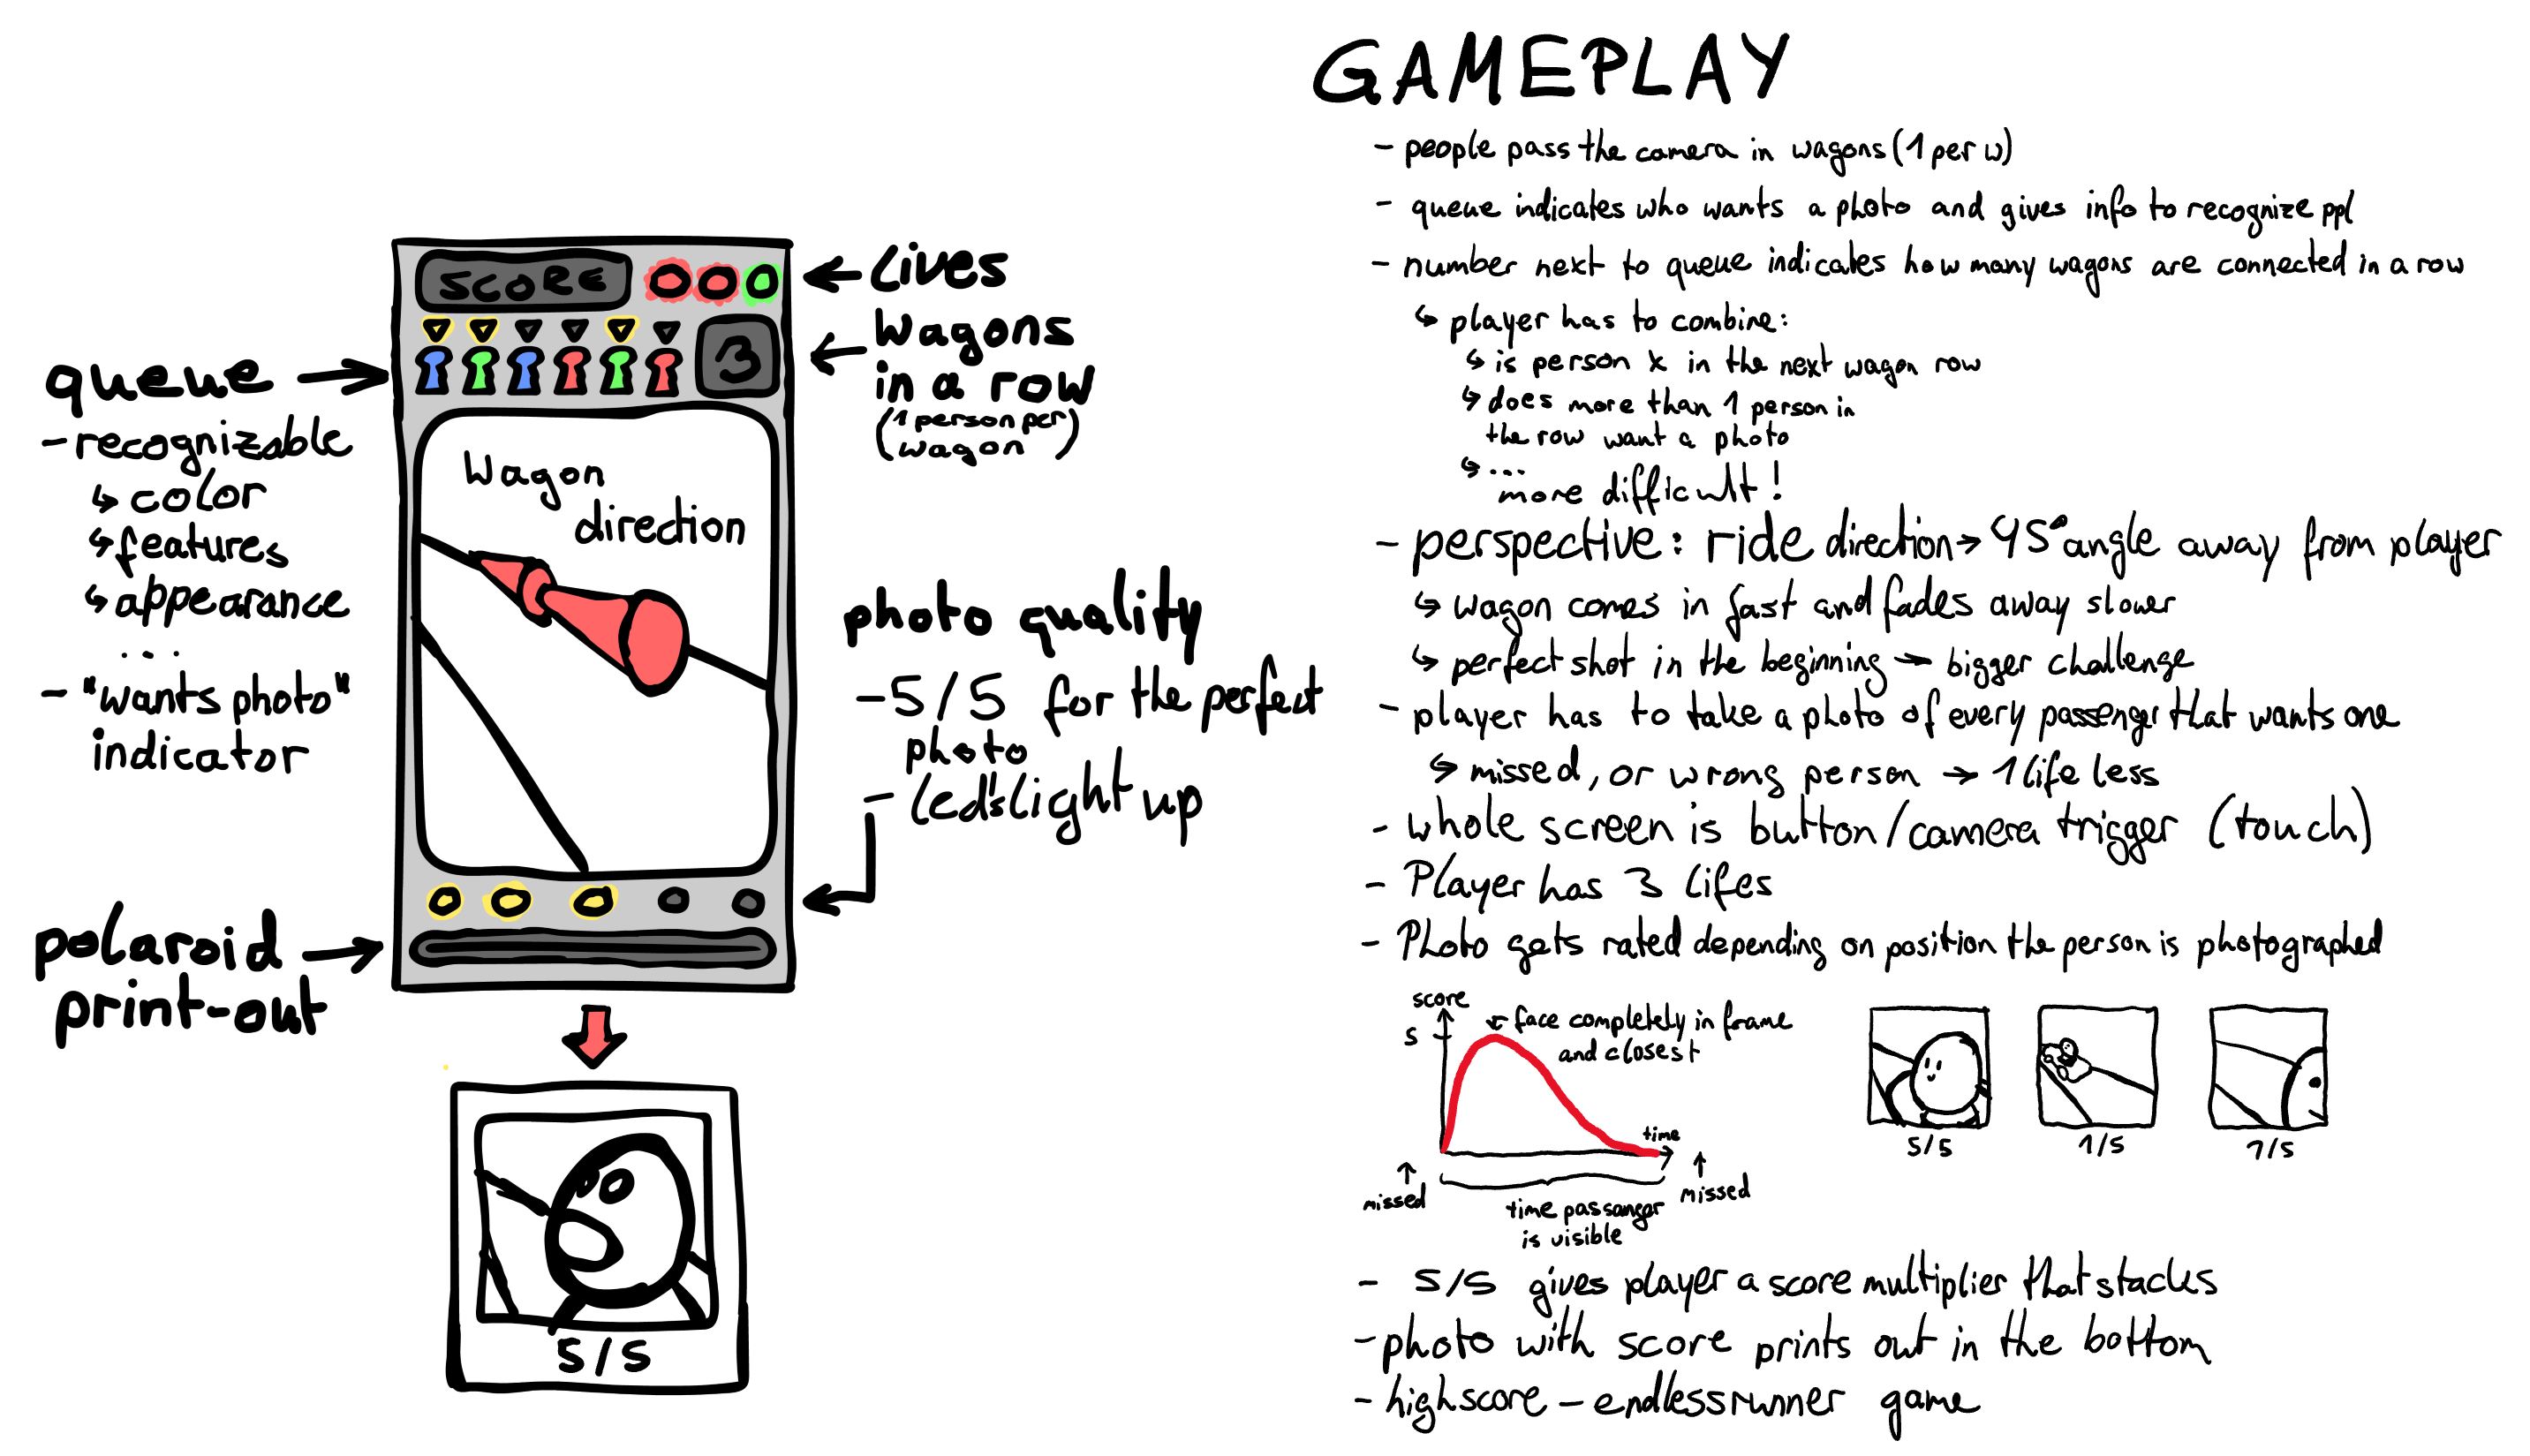 GAMEPLAY
- people pass the camera in wagons (1 per w)
- queue indicates who wants a photo and gives info to recognize ppl
- number next to queue indicates how many wagons are connected in a row
↳ player has to combine:
↳ is person x in the next wagon row
↳ does more than 1 person in
the row want a photo
↳ ...
more difficult!
- perspective: ride direction → 45° angle away from player
↳ wagon comes in fast and fades away slower
↳ perfect shot in the beginning → bigger challenge
- player has to take a photo of every passenger that wants one
↳ missed, or wrong person → 1 life less
- whole screen is button/camera trigger (touch)
- Player has 3 lifes
- Photo gets rated depending on position the person is photographed
score
5
← face completely in frame
and closest
time
missed
missed
time passanger
is visible
5/5
1/5
1/5
- 5/5 gives player a score multiplier that stacks
- photo with score prints out in the bottom
- highscore - endlessrunner game
SCORE
← lives
3
← Wagons
in a row
(1 person per
wagon)
queue →
- recognizable
↳ color
↳ features
↳ appearance
...
- "wants photo"
indicator
Wagon
direction
photo quality
- 5/5 for the perfect
photo
- led's light up
polaroid →
print-out
5/5